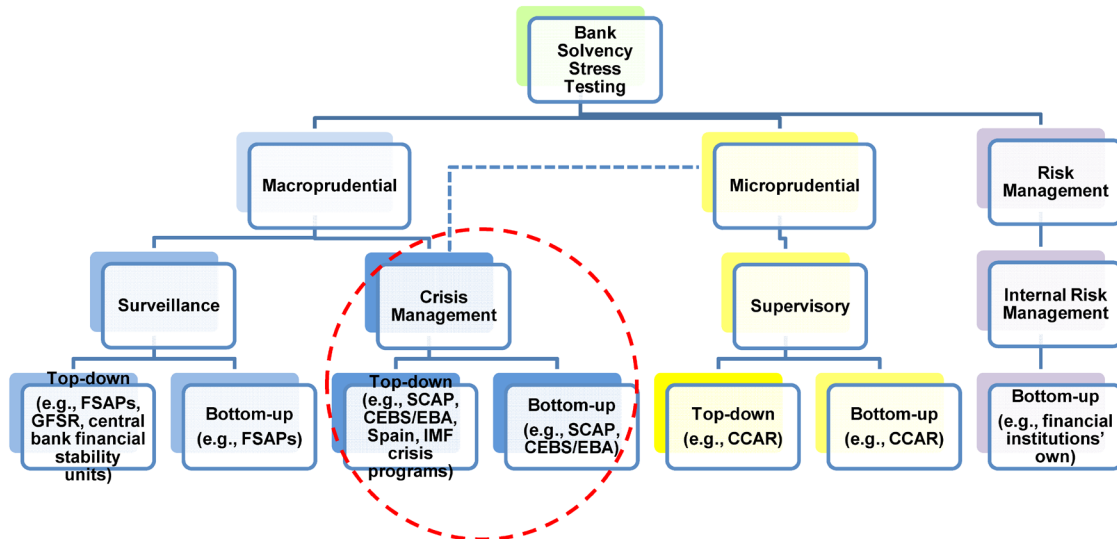 Bank
Solvency
Stress
Testing
Macroprudential
Microprudential
Risk
Management
Surveillance
Crisis
Management
Supervisory
Internal Risk
Management
Top-down
(e.g., FSAPs,
GFSR, central
bank financial
stability
units)
Bottom-up
(e.g., FSAPs)
Top-down
(e.g., SCAP,
CEBS/EBA,
Spain, IMF
crisis
programs)
Bottom-up
(e.g., SCAP,
CEBS/EBA)
Top-down
(e.g., CCAR)
Bottom-up
(e.g., CCAR)
Bottom-up
(e.g., financial
institutions’
own)